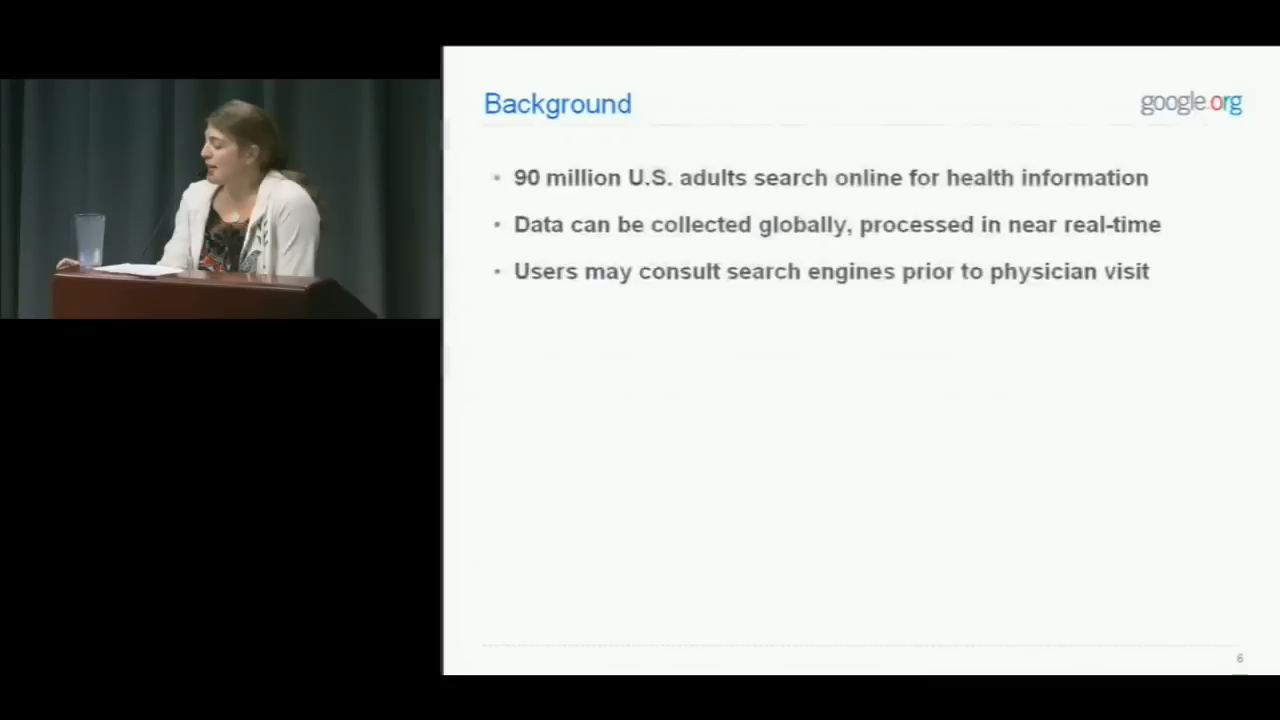 Background
google.org
• 90 million U.S. adults search online for health information
• Data can be collected globally, processed in near real-time
• Users may consult search engines prior to physician visit
6